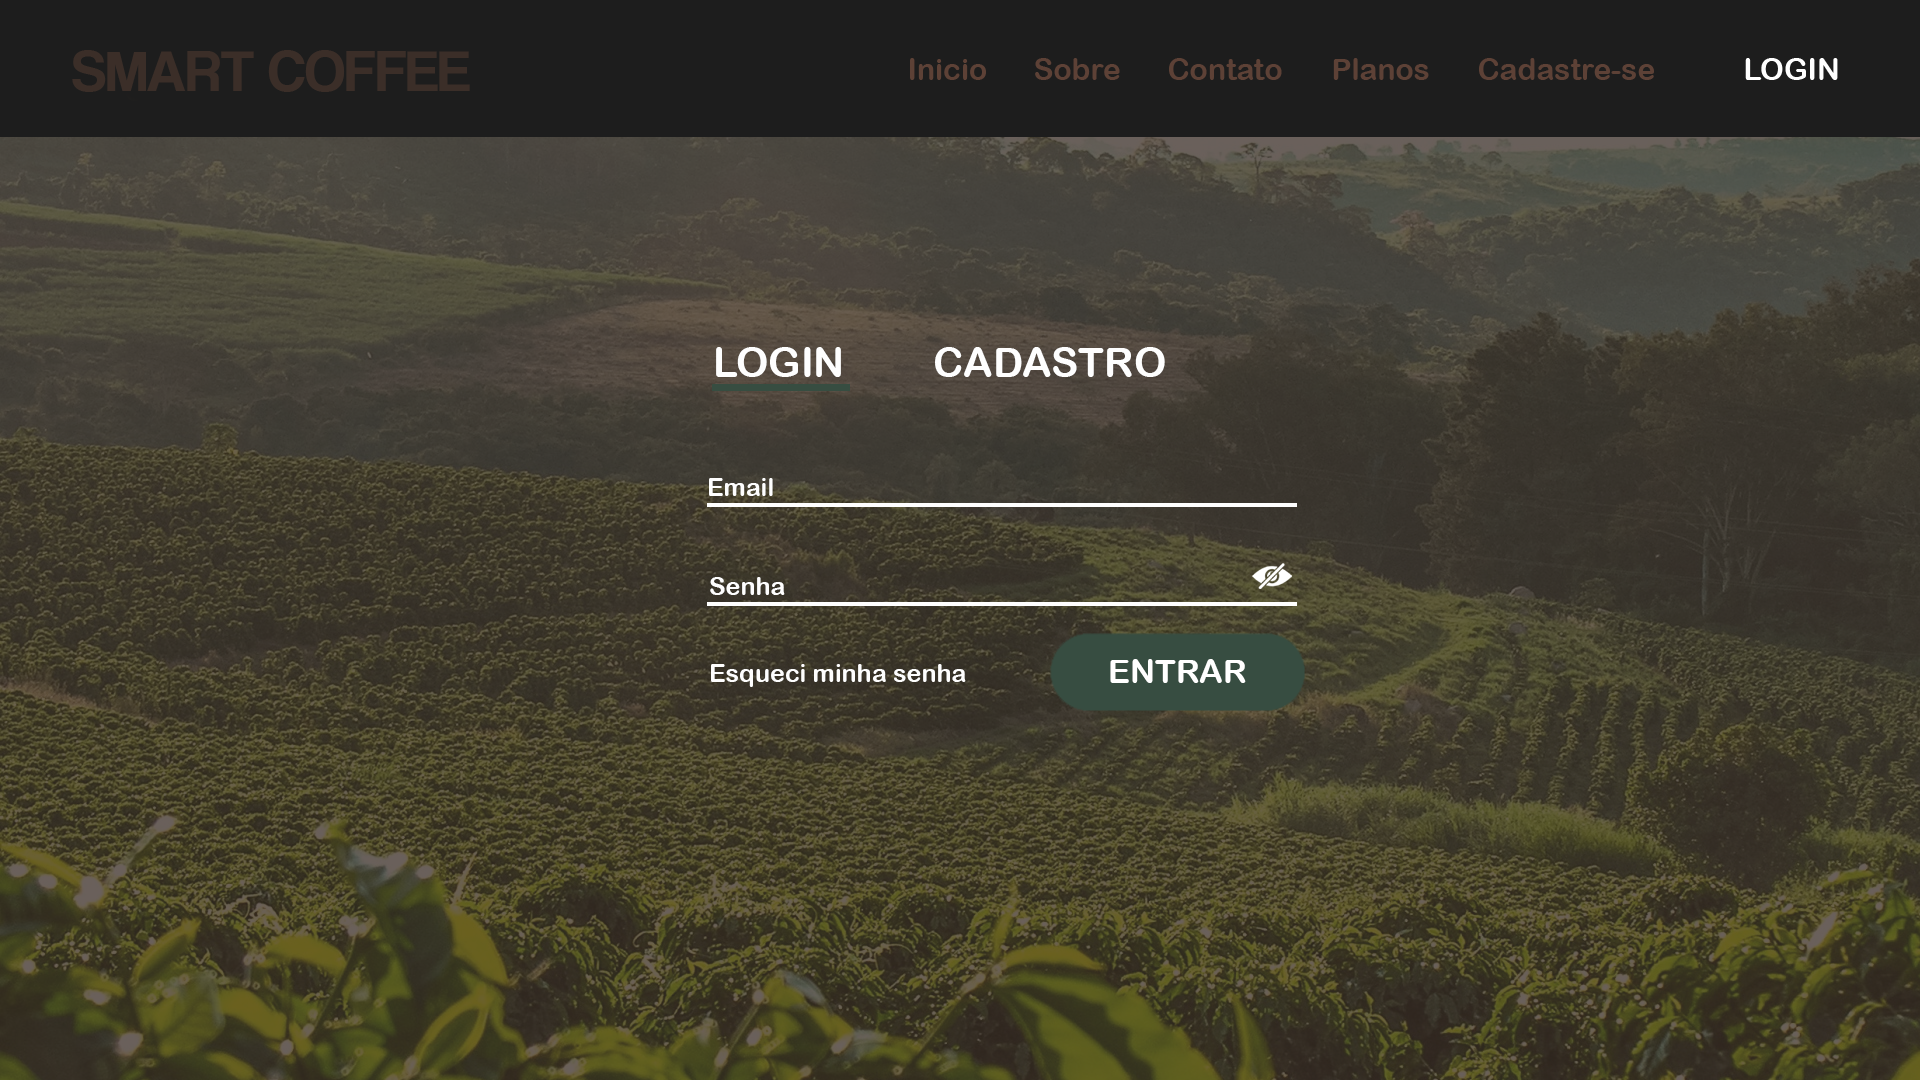 SMART COFFEE
Inicio Sobre Contato Planos Cadastre-se LOGIN
LOGIN CADASTRO
Email
Senha
Esqueci minha senha ENTRAR